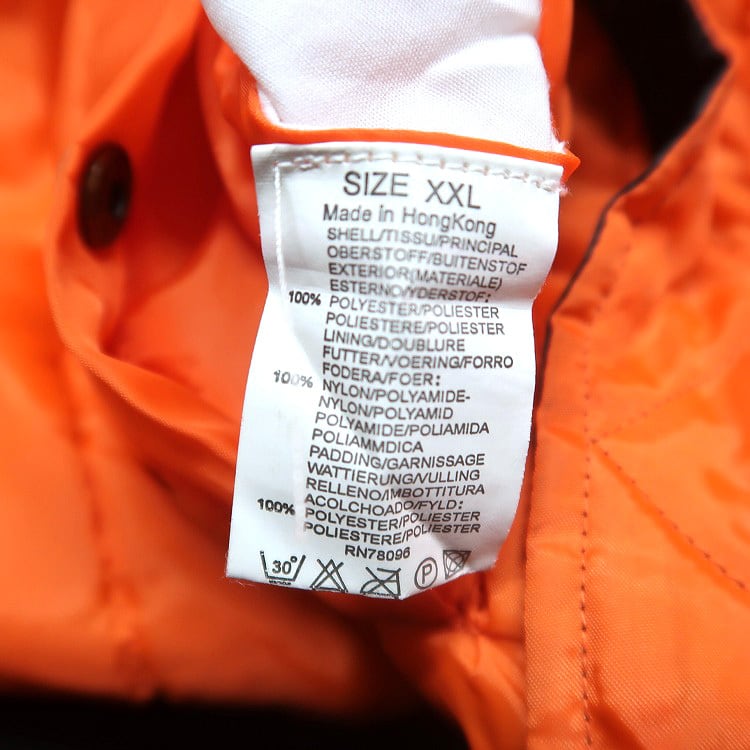 SIZE XXL
Made in HongKong
SHELL/TISSU/PRINCIPAL
OBERSTOFF/BUITENSTOF
EXTERIOR(MATERIALE)
ESTERNO/YDERSTOF:
100% POLYESTER/POLIESTER
POLIESTERE/POLIESTER
LINING/DOUBLURE
FUTTER/VOERING/FORRO
FODERA/FOER:
100% NYLON/POLYAMIDE-
NYLON/POLYAMID
POLYAMIDE/POLIAMIDA
POLIAMMDICA
PADDING/GARNISSAGE
WATTIERUNG/VULLING
RELLENO/IMBOTTITURA
ACOLCHOADO/FYLD:
100% POLYESTER/POLIESTER
POLIESTERE/POLIESTER
RN78096
30° P